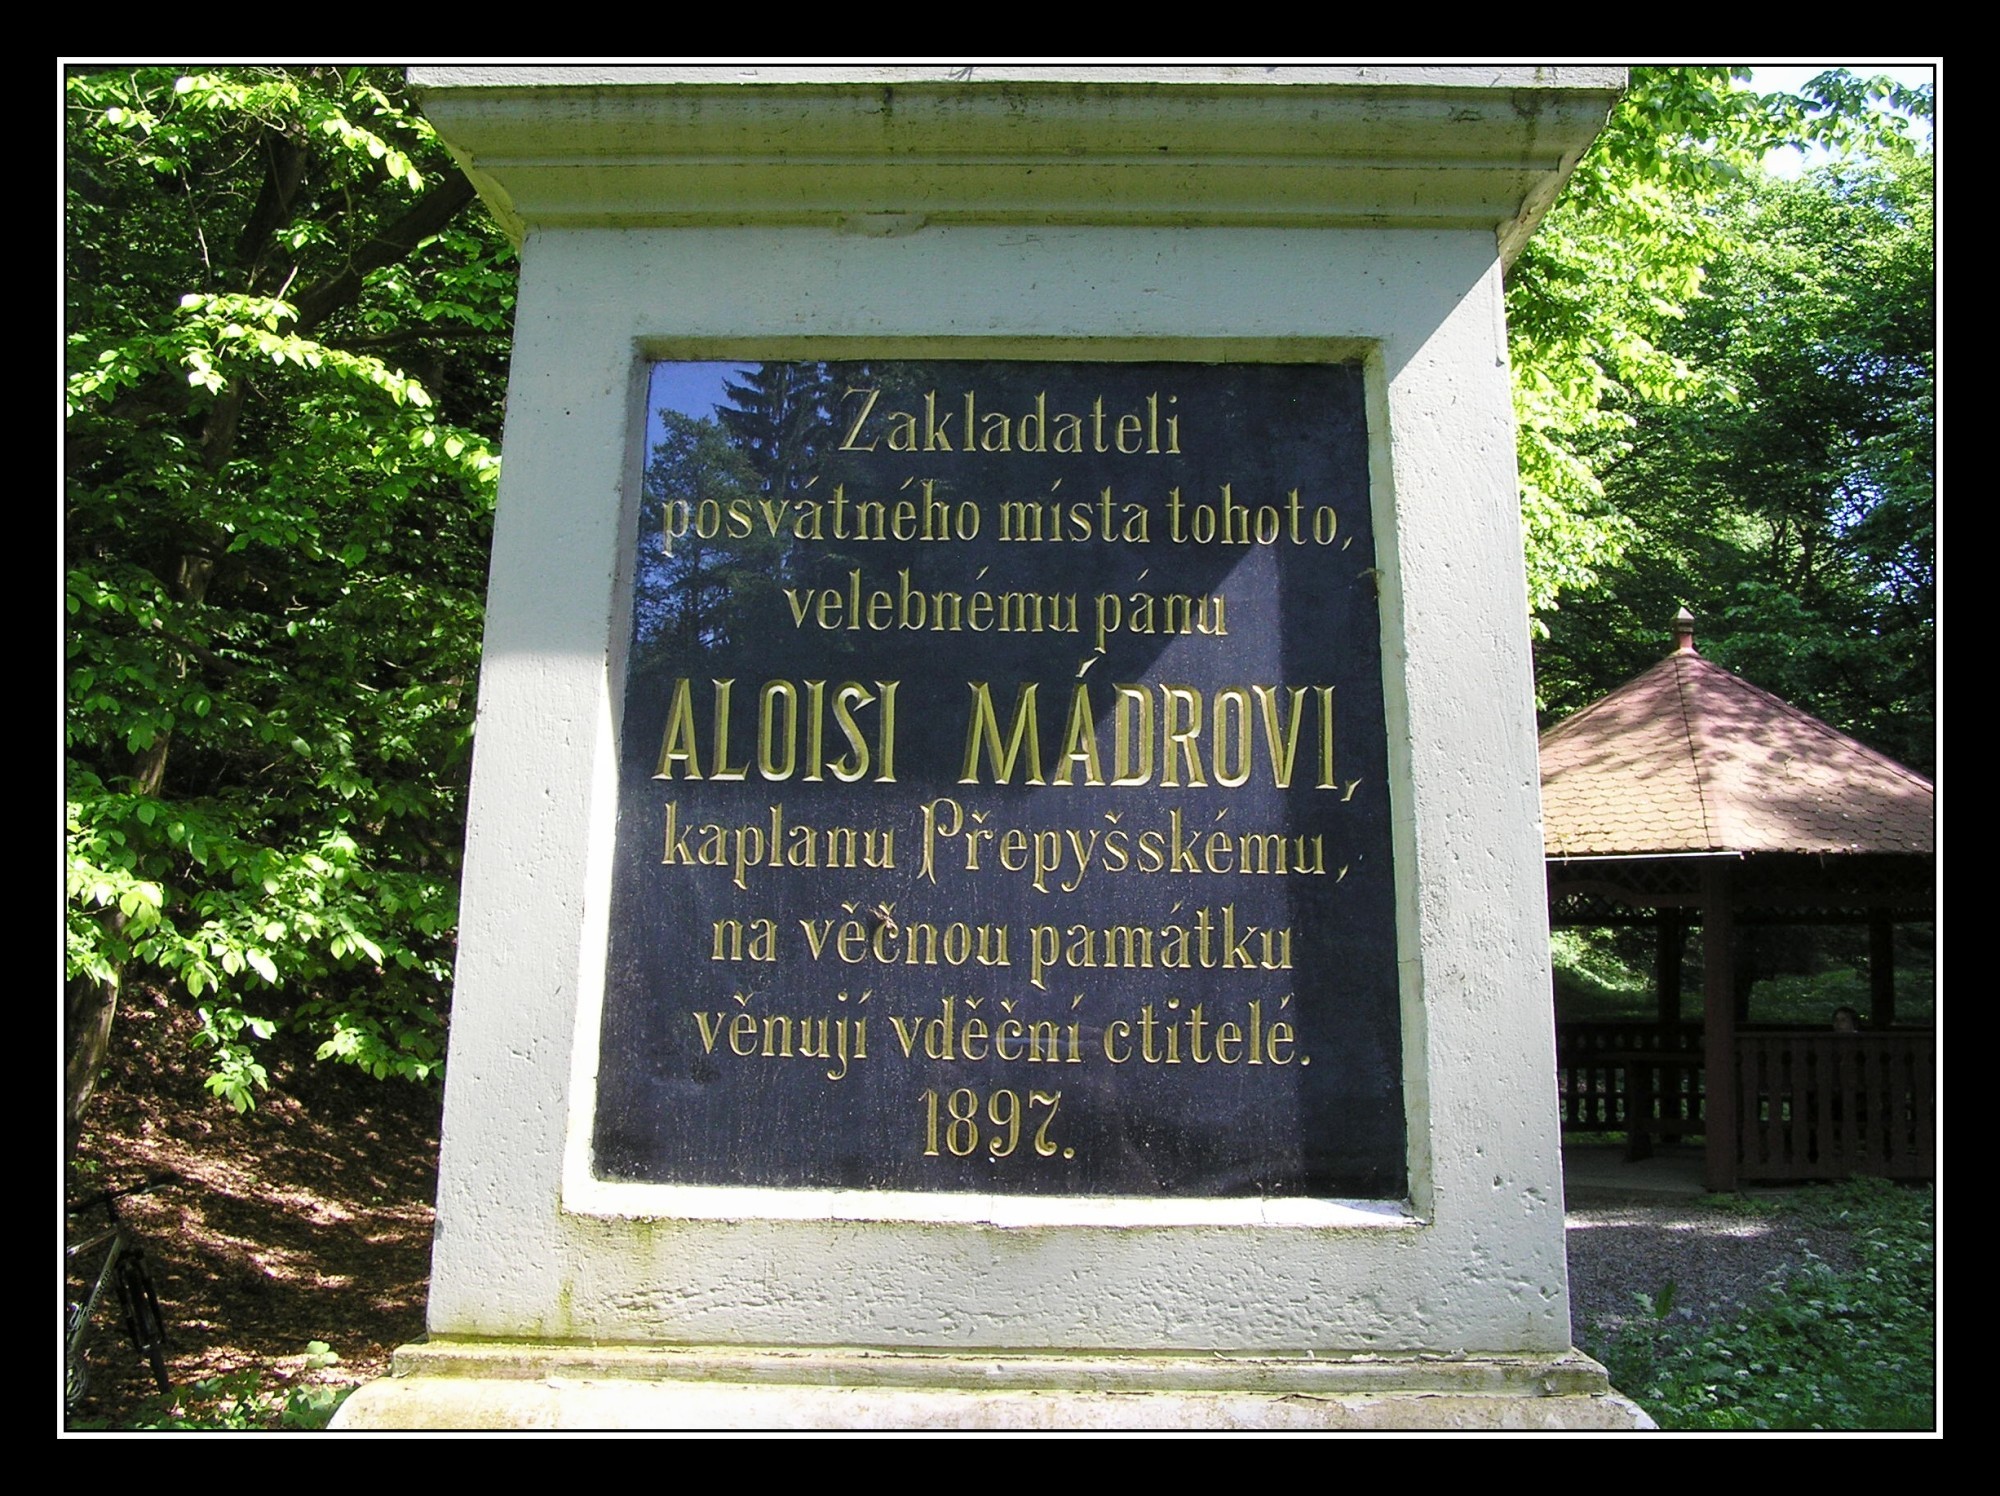 Zakladateli
posvátného místa tohoto,
velebnému pánu
ALOISI MÁDROVI,
kaplanu Přepyšskému,
na věčnou památku
věnují vděční ctitelé.
1897.